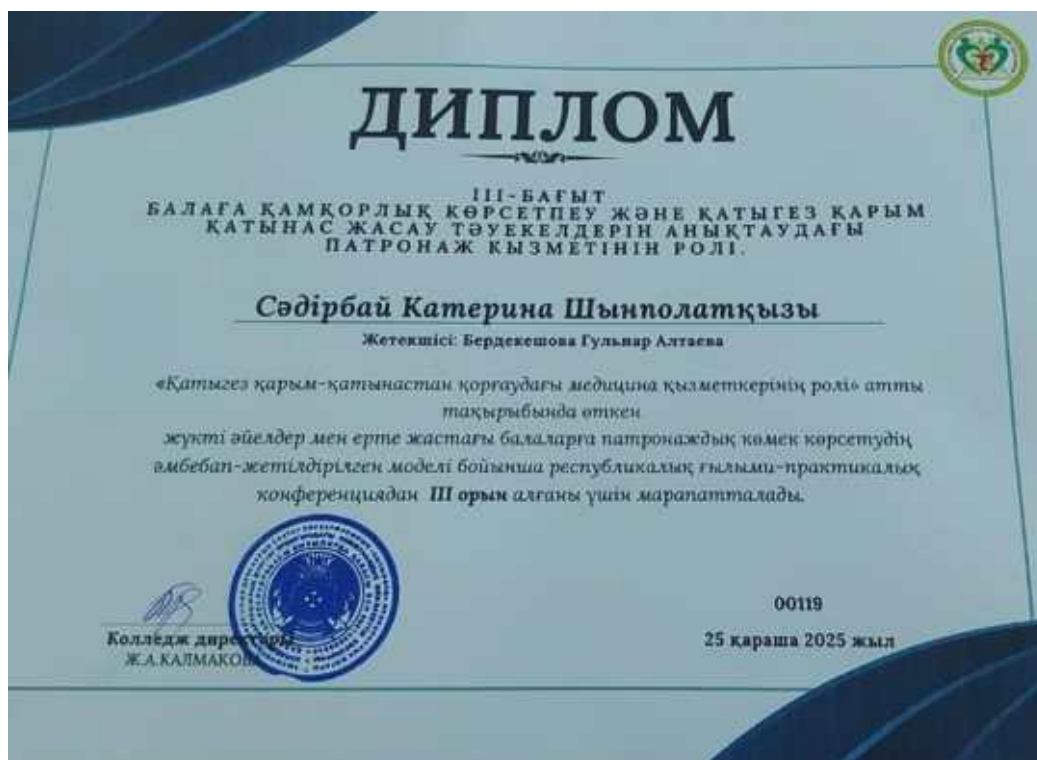 ДИПЛОМ
ІІІ-БАҒЫТ
БАЛАҒА ҚАМҚОРЛЫҚ КӨРСЕТПЕУ ЖӘНЕ ҚАТЫГЕЗ ҚАРЫМ
ҚАТЫНАС ЖАСАУ ТӘУЕКЕЛДЕРІН АНЫҚТАУДАҒЫ
ПАТРОНАЖ ҚЫЗМЕТІНІҢ РОЛІ.
Сәдірбай Катерина Шынполатқызы
Жетекшісі: Бердекешова Гульнар Алтаева
«Қатыгез қарым-қатынастан қорғаудағы медицина қызметкерінің ролі» атты
тақырыбында өткен
жүкті әйелдер мен ерте жастағы балаларға патронаждық көмек көрсетудің
әмбебап-жетілдірілген моделі бойынша республикалық ғылыми-практикалық
конференциядан ІІІ орын алғаны үшін марапатталады.
00119
Колледж директоры
25 қараша 2025 жыл
Ж.А.КАЛМАКОВА